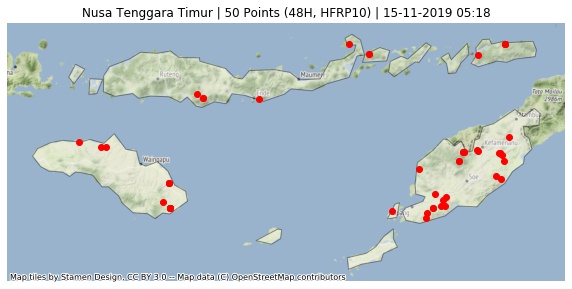 Nusa Tenggara Timur | 50 Points (48H, HFRP10) | 15-11-2019 05:18
Ruteng
Maumere
Ende
Waingapu
Kefamenanu
Soe
Map tiles by Stamen Design, CC BY 3.0 -- Map data (C) OpenStreetMap contributors